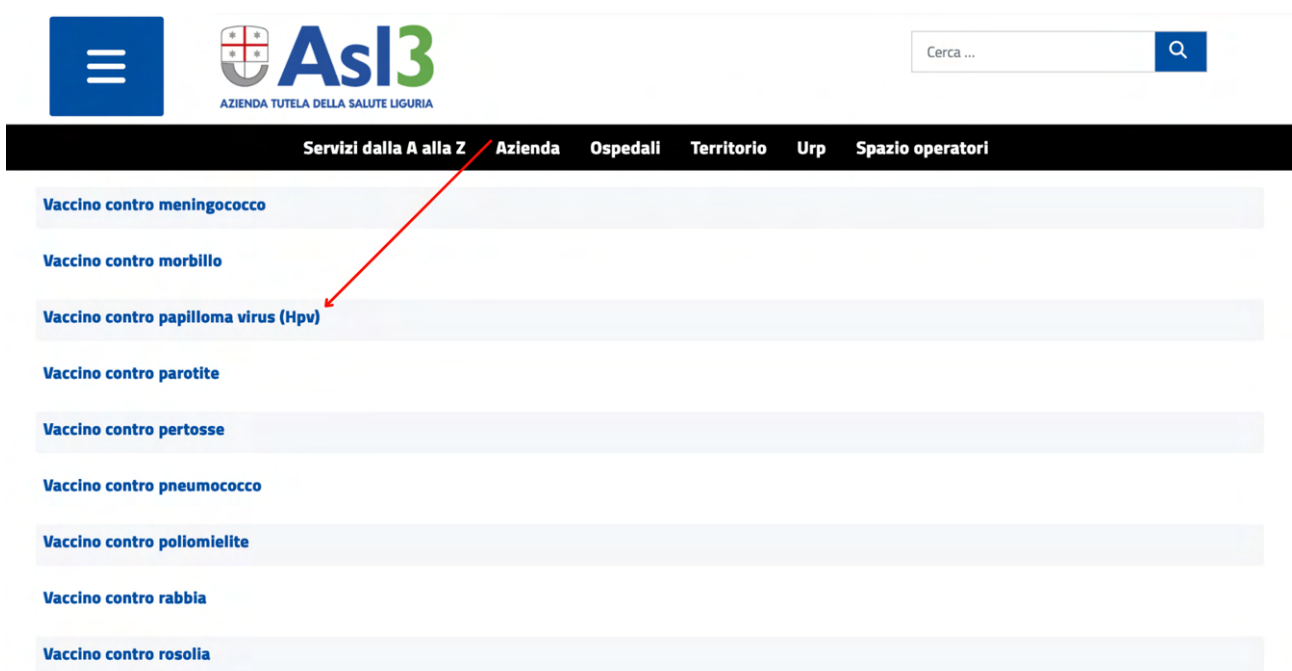 Asl3
AZIENDA TUTELA DELLA SALUTE LIGURIA
Cerca ...
Servizi dalla A alla Z Azienda Ospedali Territorio Urp Spazio operatori
Vaccino contro meningococco
Vaccino contro morbillo
Vaccino contro papilloma virus (Hpv)
Vaccino contro parotite
Vaccino contro pertosse
Vaccino contro pneumococco
Vaccino contro poliomielite
Vaccino contro rabbia
Vaccino contro rosolia